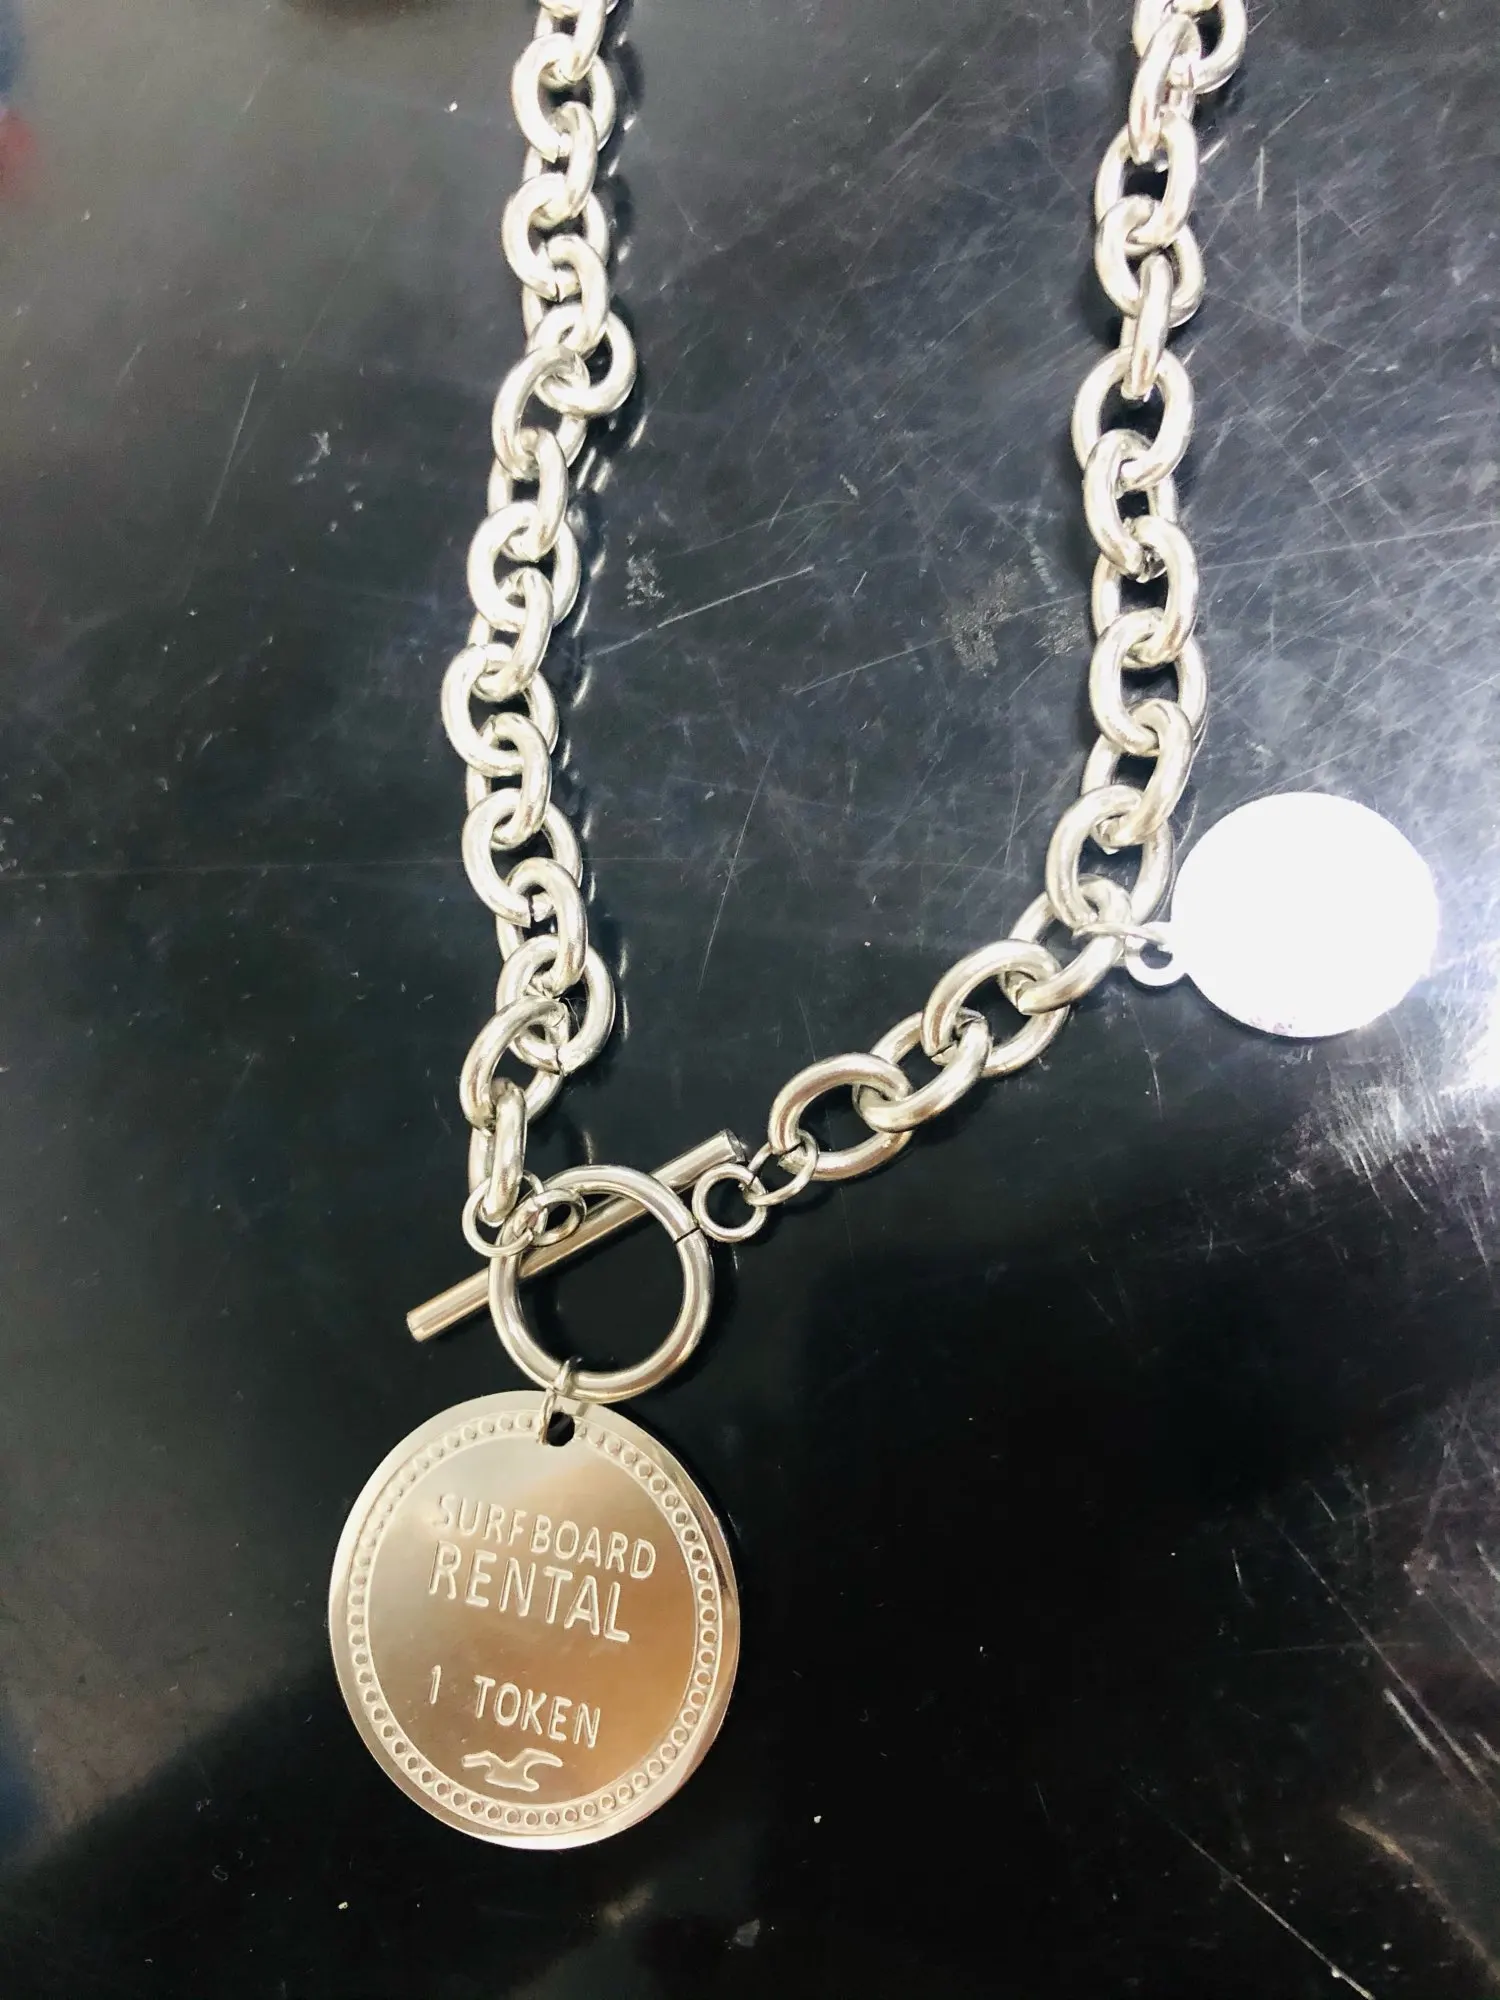 SURFBOARD
RENTAL
1 TOKEN